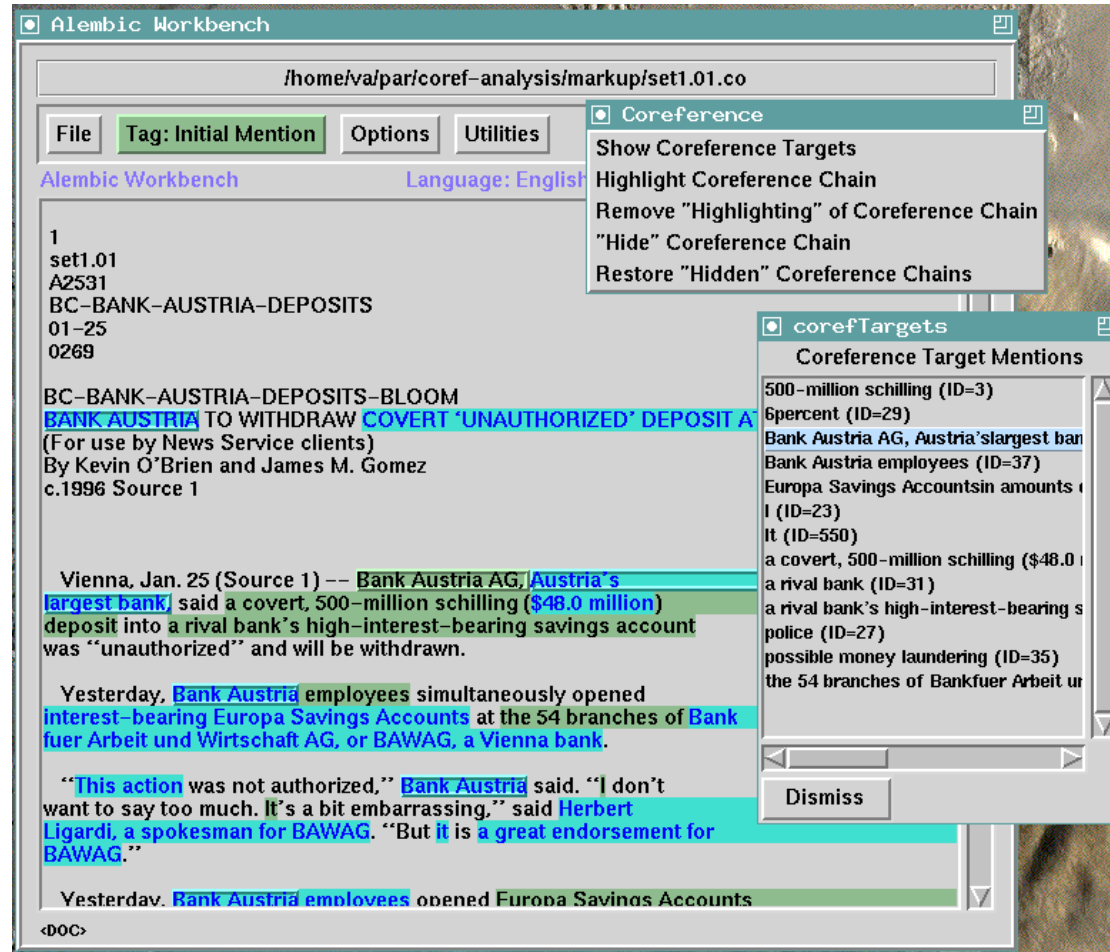 Alembic Workbench
/home/va/par/coref-analysis/markup/set1.01.co
File Tag: Initial Mention Options Utilities
Alembic Workbench Language: English
1
set1.01
A2531
BC-BANK-AUSTRIA-DEPOSITS
01-25
0269
BC-BANK-AUSTRIA-DEPOSITS-BLOOM
BANK AUSTRIA TO WITHDRAW COVERT 'UNAUTHORIZED' DEPOSIT AT
(For use by News Service clients)
By Kevin O'Brien and James M. Gomez
c.1996 Source 1
Vienna, Jan. 25 (Source 1) -- Bank Austria AG, Austria's
largest bank, said a covert, 500-million schilling ($48.0 million)
deposit into a rival bank's high-interest-bearing savings account
was ``unauthorized'' and will be withdrawn.
Yesterday, Bank Austria employees simultaneously opened
interest-bearing Europa Savings Accounts at the 54 branches of Bank
fuer Arbeit und Wirtschaft AG, or BAWAG, a Vienna bank.
``This action was not authorized,'' Bank Austria said. ``I don't
want to say too much. It's a bit embarrassing,'' said Herbert
Ligardi, a spokesman for BAWAG. ``But it is a great endorsement for
BAWAG.''
Yesterday, Bank Austria employees opened Europa Savings Accounts
<DOC>
Coreference
Show Coreference Targets
Highlight Coreference Chain
Remove "Highlighting" of Coreference Chain
"Hide" Coreference Chain
Restore "Hidden" Coreference Chains
corefTargets
Coreference Target Mentions
500-million schilling (ID=3)
6percent (ID=29)
Bank Austria AG, Austria'slargest ban
Bank Austria employees (ID=37)
Europa Savings Accountsin amounts
I (ID=23)
It (ID=550)
a covert, 500-million schilling ($48.0
a rival bank (ID=31)
a rival bank's high-interest-bearing s
police (ID=27)
possible money laundering (ID=35)
the 54 branches of Bankfuer Arbeit ur
Dismiss